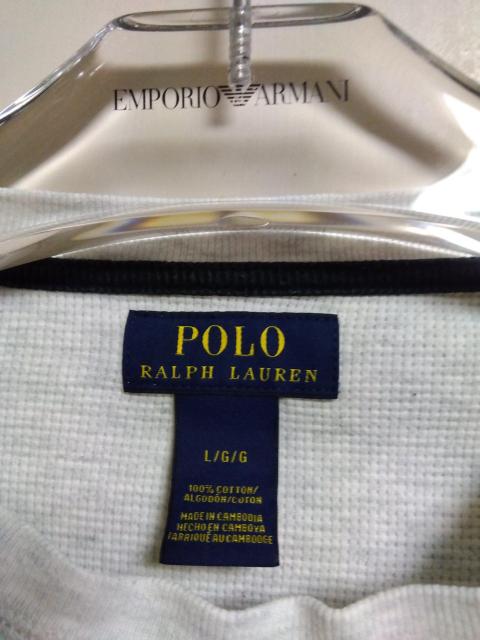 EMPORIO ARMANI
POLO
RALPH LAUREN
L/G/G
100% COTTON/
ALGODÓN/COTON
MADE IN CAMBODIA
HECHO EN CAMBOYA
FABRIQUÉ AU CAMBODGE